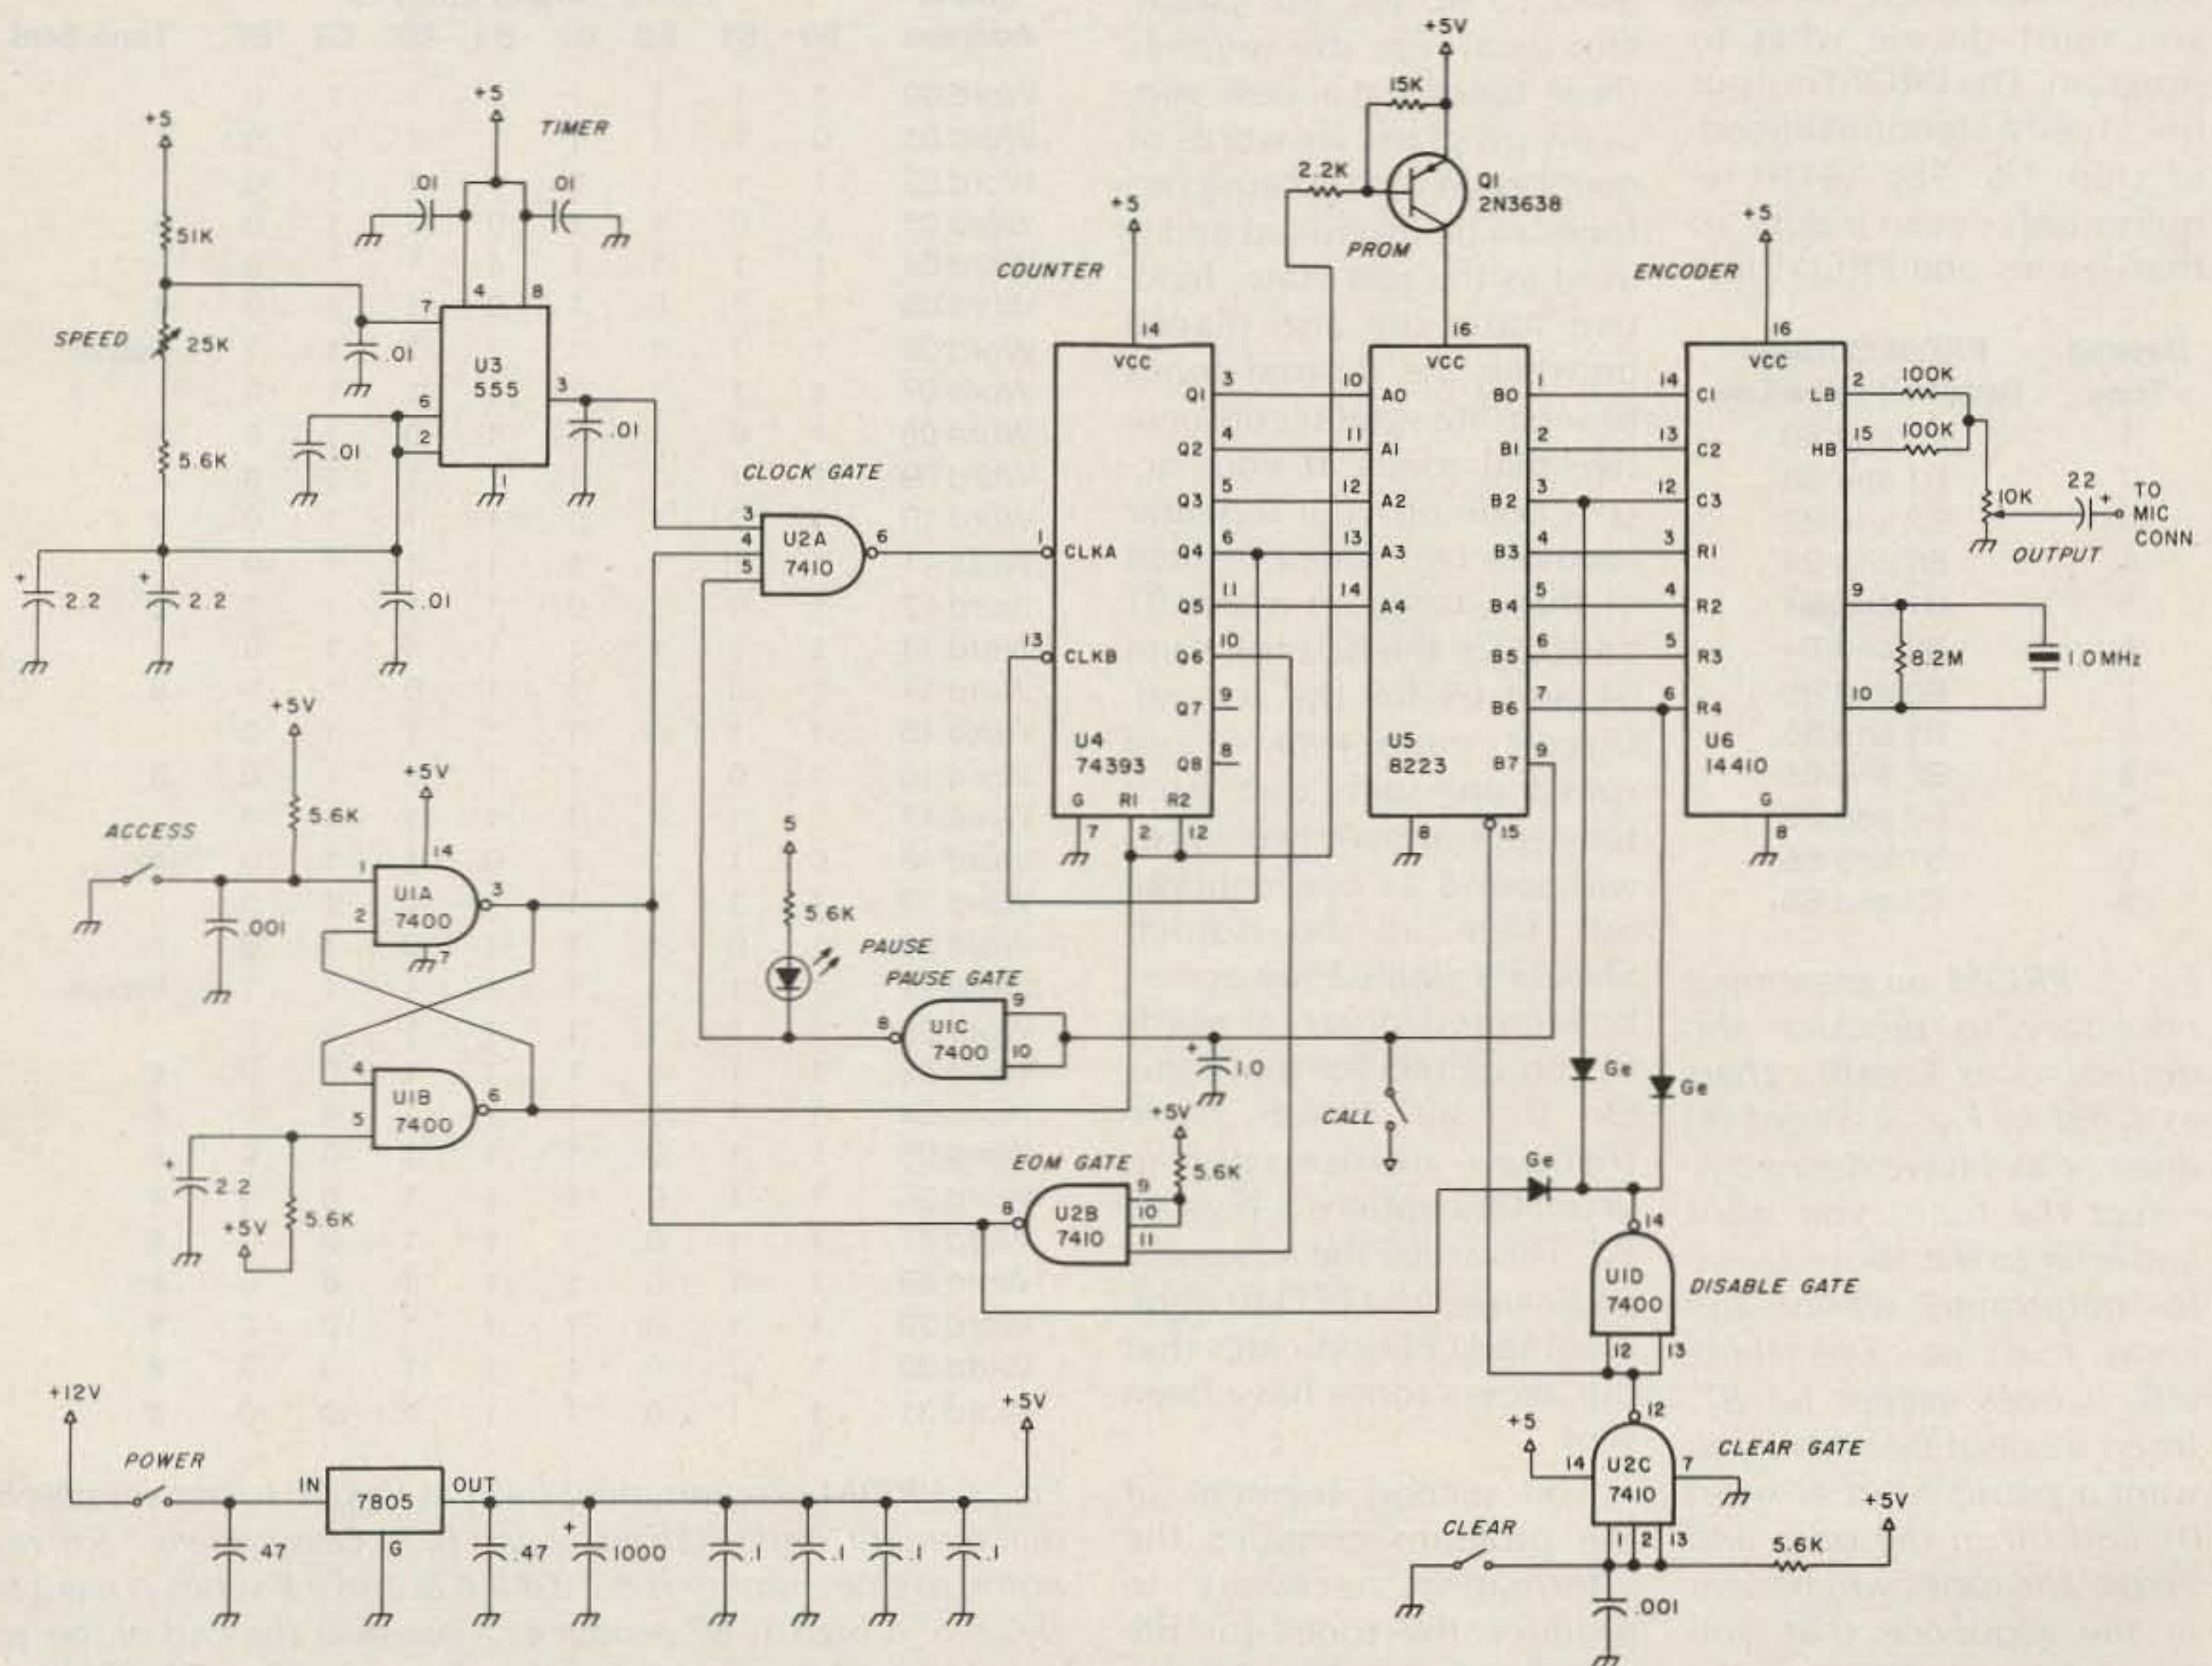 +5V
15K
2.2K
Q1
2N3638
PROM
+5
TIMER
.01
.01
+5
51K
SPEED
25K
5.6K
4
8
7
.01
U3
555
6
2
3
1
.01
.01
+
2.2
+
2.2
.01
CLOCK GATE
3
4
5
U2A
7410
6
COUNTER
+5
14
VCC
1
CLKA
13
CLKB
Q1
3
Q2
4
Q3
5
Q4
6
Q5
11
Q6
10
Q7
9
Q8
8
U4
74393
G
R1
R2
7
2
12
16
VCC
10
A0
11
A1
12
A2
13
A3
14
A4
B0
1
B1
2
B2
3
B3
4
B4
5
B5
6
B6
7
B7
9
U5
8223
8
15
ENCODER
+5
16
VCC
14
C1
13
C2
12
C3
3
R1
4
R2
5
R3
6
R4
LB
2
100K
HB
15
100K
9
10
U6
14410
G
8
10K
OUTPUT
22
+
TO
MIC
CONN.
8.2M
1.0MHz
+5V
5.6K
+5V
ACCESS
.001
1
2
14
U1A
7400
3
7
4
5
U1B
7400
6
+
2.2
+5V
5.6K
5
5.6K
PAUSE
PAUSE GATE
8
U1C
7400
9
10
+
1.0
CALL
+5V
5.6K
EOM GATE
8
U2B
7410
9
10
11
Ge
Ge
Ge
14
U1D
7400
DISABLE GATE
12
13
12
+5
14
U2C
7410
7
CLEAR GATE
1
2
13
CLEAR
5.6K
+5V
.001
+12V
POWER
.47
IN
7805
OUT
G
.47
+
1000
.1
.1
.1
.1
+5V